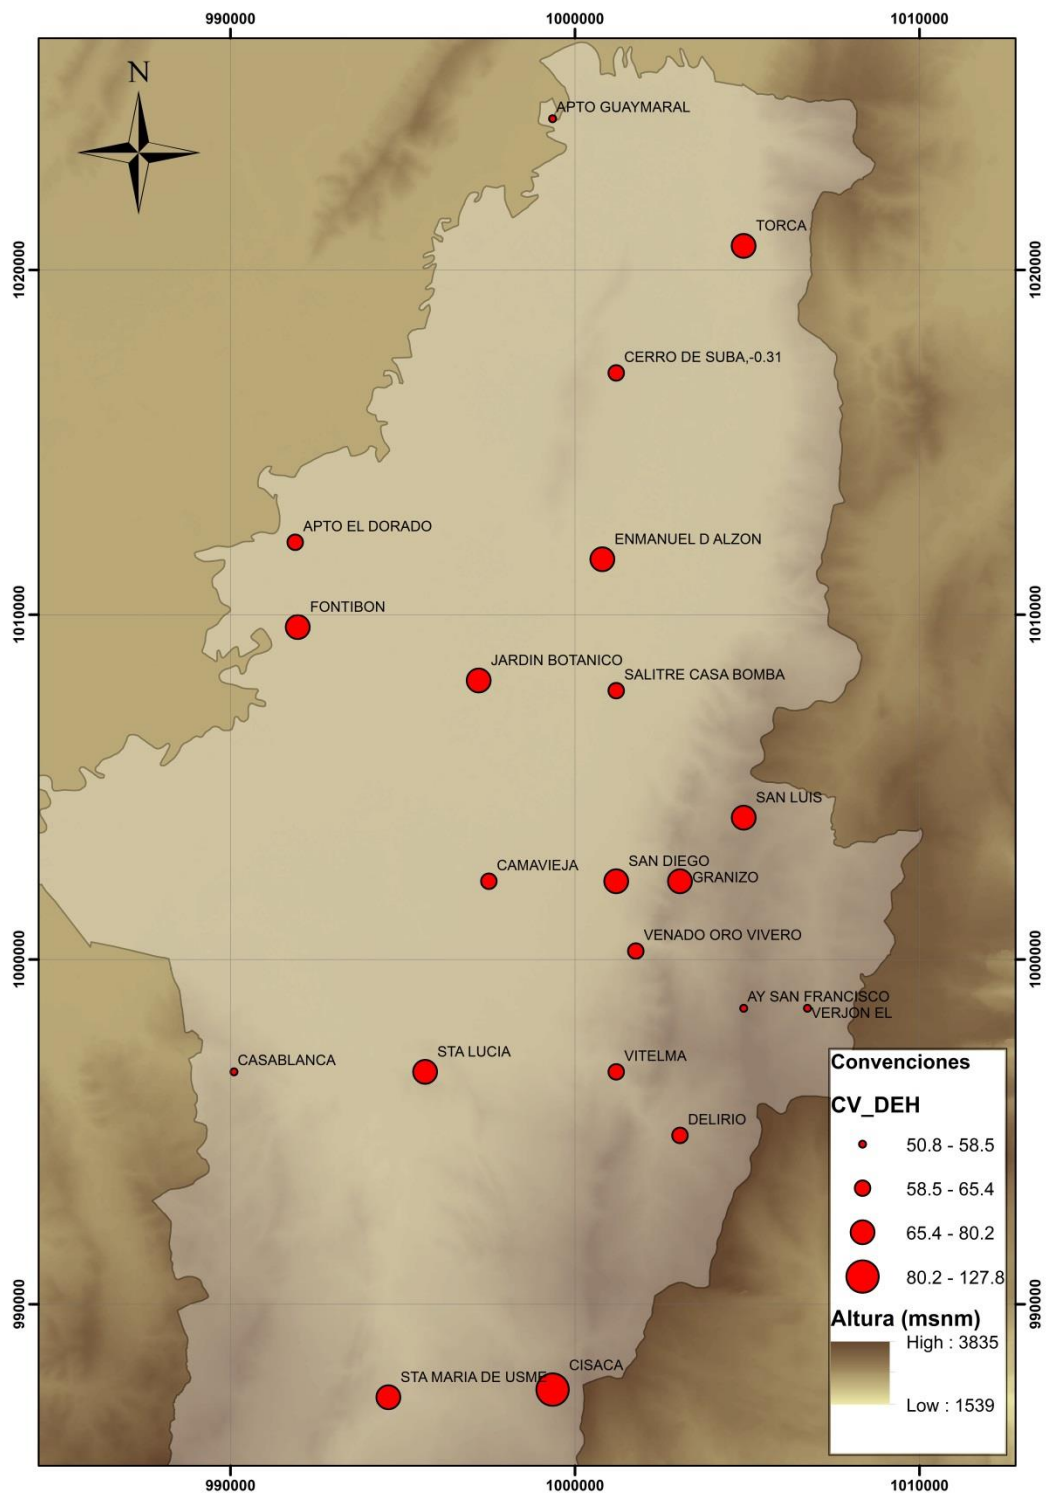 990000
1000000
1010000
N
APTO GUAYMARAL
TORCA
1020000
1020000
CERRO DE SUBA,-0.31
APTO EL DORADO
ENMANUEL D ALZON
FONTIBON
1010000
1010000
JARDIN BOTANICO
SALITRE CASA BOMBA
SAN LUIS
CAMAVIEJA
SAN DIEGO
GRANIZO
VENADO ORO VIVERO
1000000
1000000
AY SAN FRANCISCO
VERJON EL
CASABLANCA
STA LUCIA
VITELMA
DELIRIO
Convenciones
CV_DEH
50.8 - 58.5
58.5 - 65.4
65.4 - 80.2
80.2 - 127.8
990000
990000
Altura (msnm)
High : 3835
Low : 1539
STA MARIA DE USME
CISACA
990000
1000000
1010000